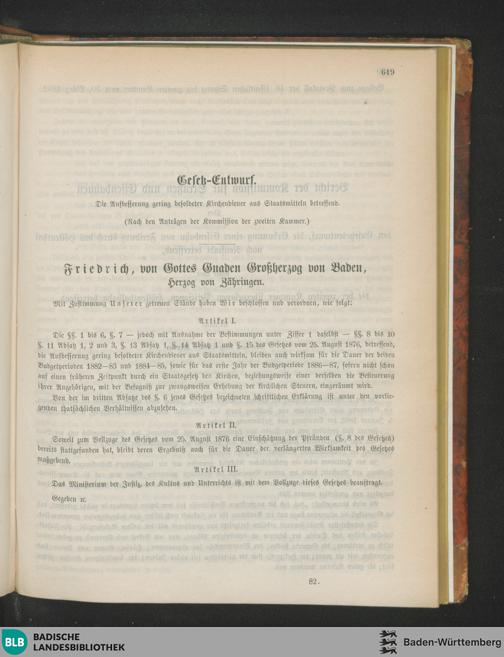 649
Gesetz-Entwurf.
Die Aufbesserung gering besoldeter Kirchendiener aus Staatsmitteln betreffend.
(Nach den Anträgen der Kommission der zweiten Kammer.)
Friedrich, von Gottes Gnaden Großherzog von Baden,
Herzog von Zähringen.
Mit Zustimmung Unserer getreuen Stände haben Wir beschlossen und verordnen, wie folgt:
Artikel I.
Die §§. 1 bis 6, §. 7 — jedoch mit Ausnahme der Bestimmungen unter Ziffer 1 daselbst — §§. 8 bis 10
§. 11 Absatz 1, 2 und 3, §. 13 Absatz 1, §. 14 Absatz 1 und §. 15 des Gesetzes vom 25. August 1876, betreffend,
die Aufbesserung gering besoldeter Kirchendiener aus Staatsmitteln, bleiben auch wirksam für die Dauer der beiden
Budgetperioden 1882—83 und 1884—85, sowie für das erste Jahr der Budgetperiode 1886—87, sofern nicht schon
auf einen früheren Zeitpunkt durch ein Staatsgesetz den Kirchen, beziehungsweise einer derselben die Besteuerung
ihrer Angehörigen, mit der Befugniß zur zwangsweisen Erhebung der kirchlichen Steuern, eingeräumt wird.
Von der im dritten Absatz des §. 6 jenes Gesetzes bezeichneten schriftlichen Erklärung ist unter den vorlie-
genden thatsächlichen Verhältnissen abzusehen.
Artikel II.
Soweit zum Vollzuge des Gesetzes vom 25. August 1876 eine Einschätzung der Pfründen (§. 8 des Gesetzes)
bereits stattgefunden hat, bleibt deren Ergebniß auch für die Dauer der verlängerten Wirksamkeit des Gesetzes
maßgebend.
Artikel III.
Das Ministerium der Justiz, des Kultus und Unterrichts ist mit dem Vollzuge dieses Gesetzes beauftragt.
Gegeben ꝛc.
82.
BLB
BADISCHE
LANDESBIBLIOTHEK
Baden-Württemberg